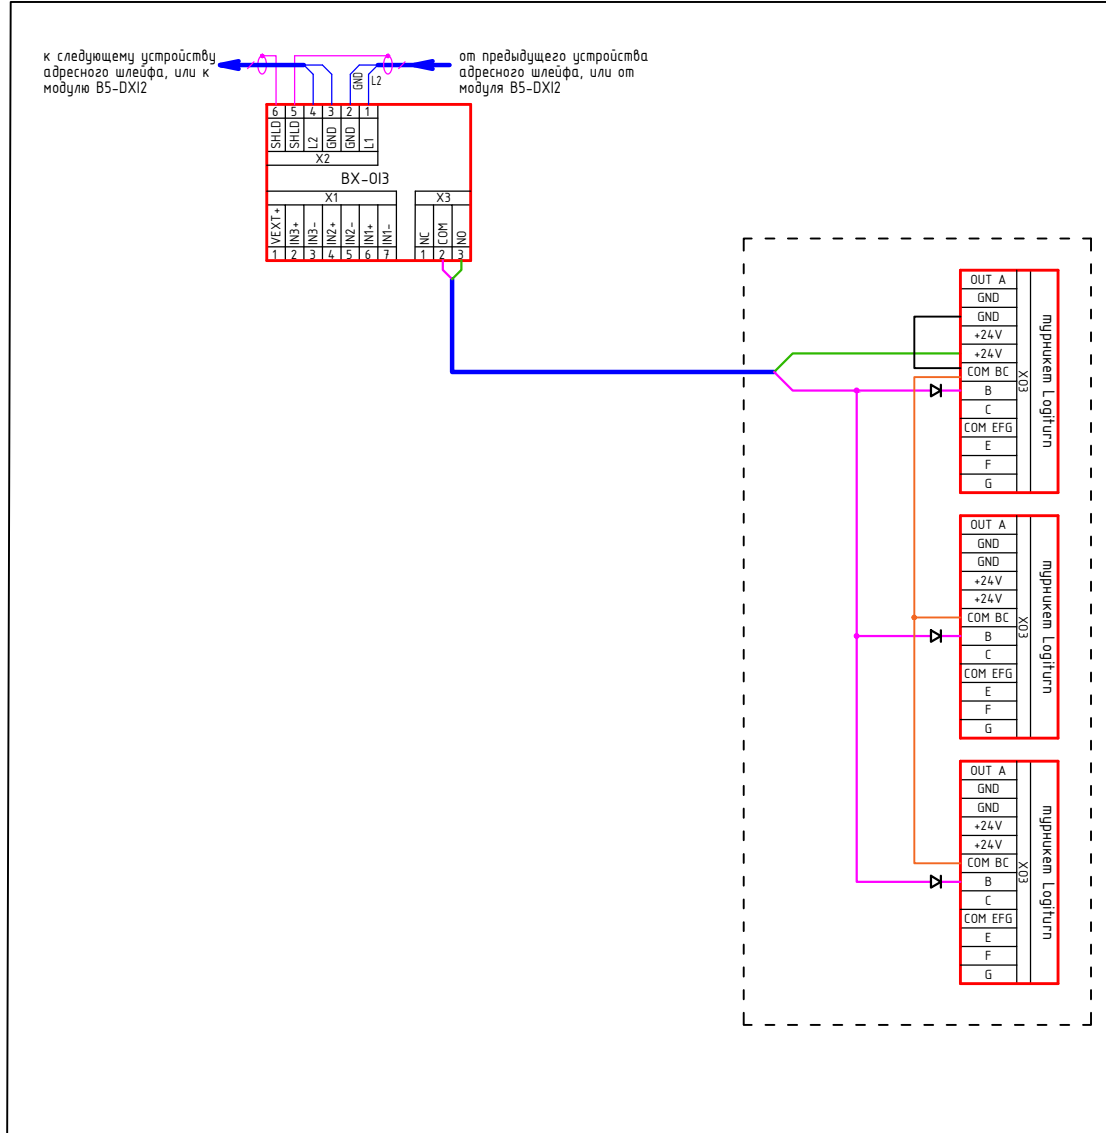 к следующему устройству
адресного шлейфа, или к
модулю B5-DXI2
от предыдущего устройства
адресного шлейфа, или от
модуля B5-DXI2
GND
L2
6
5
4
3
2
1
SHLD
SHLD
L2
GND
GND
L1
X2
BX-0I3
X1
X3
VEXT+
IN3+
IN3-
IN2+
IN2-
IN1+
IN1-
NC
COM
NO
1
2
3
4
5
6
7
1
2
3
OUT A
GND
GND
+24V
+24V
COM BC
B
C
COM EFG
E
F
G
X03
турникет Logiturn
OUT A
GND
GND
+24V
+24V
COM BC
B
C
COM EFG
E
F
G
X03
турникет Logiturn
OUT A
GND
GND
+24V
+24V
COM BC
B
C
COM EFG
E
F
G
X03
турникет Logiturn